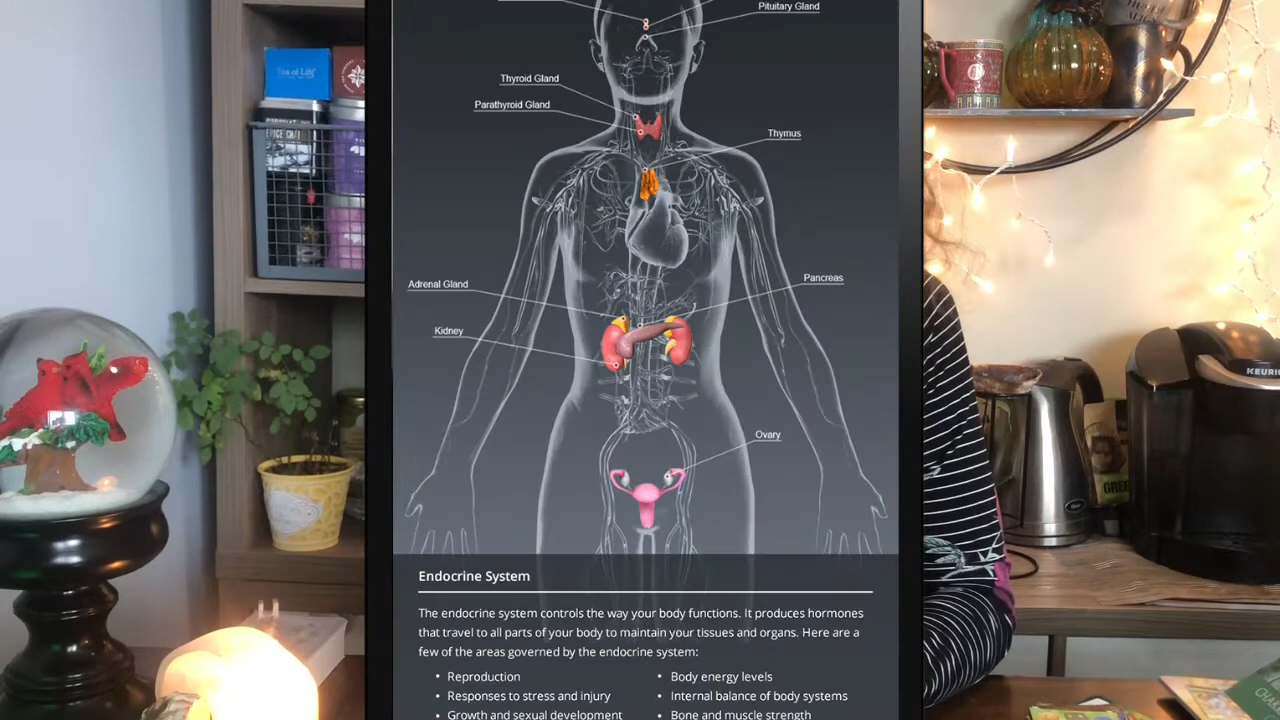 Pituitary Gland
Thyroid Gland
Parathyroid Gland
Thymus
Adrenal Gland
Pancreas
Kidney
Ovary
Endocrine System
The endocrine system controls the way your body functions. It produces hormones
that travel to all parts of your body to maintain your tissues and organs. Here are a
few of the areas governed by the endocrine system:
• Reproduction
• Responses to stress and injury
• Growth and sexual development
• Body energy levels
• Internal balance of body systems
• Bone and muscle strength
Tea of Life
KEURIG
GREE